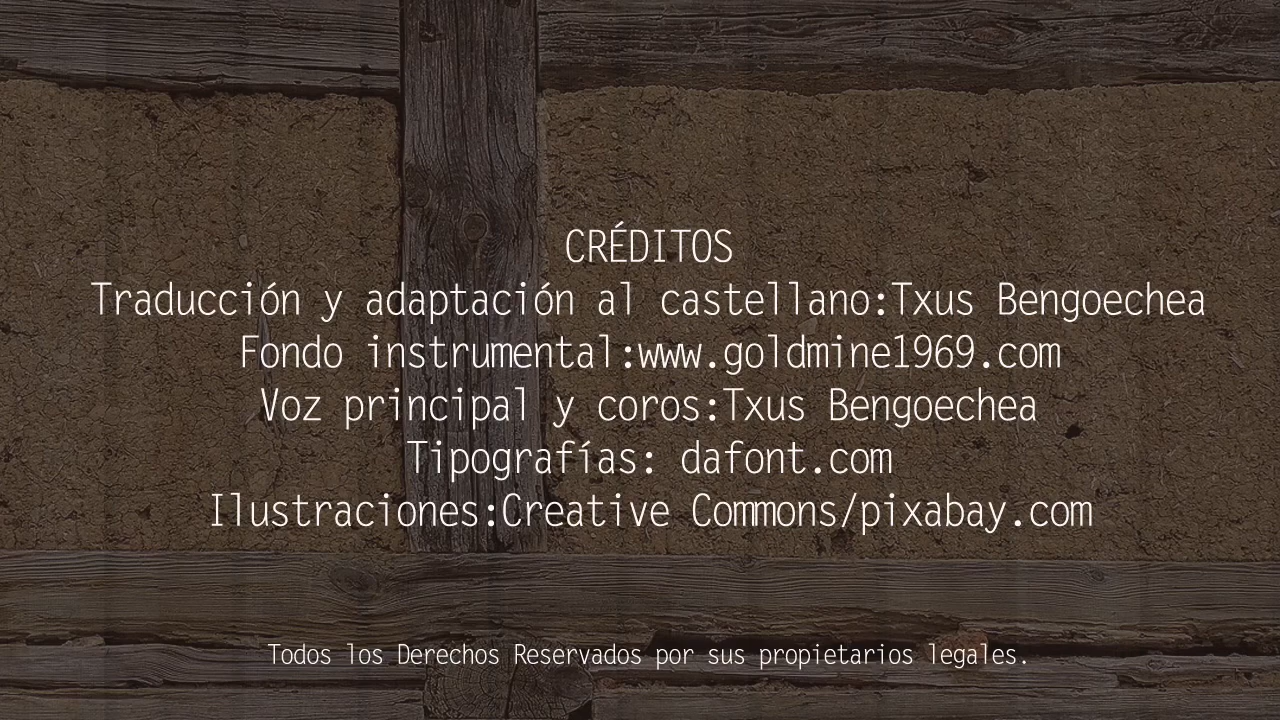 CRÉDITOS
Traducción y adaptación al castellano:Txus Bengoechea
Fondo instrumental:www.goldmine1969.com
Voz principal y coros:Txus Bengoechea
Tipografías: dafont.com
Ilustraciones:Creative Commons/pixabay.com
Todos los Derechos Reservados por sus propietarios legales.